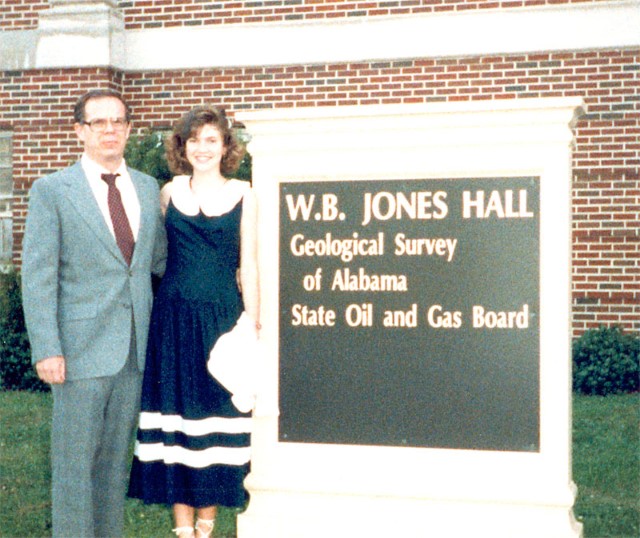 W.B. JONES HALL
Geological Survey
of Alabama
State Oil and Gas Board